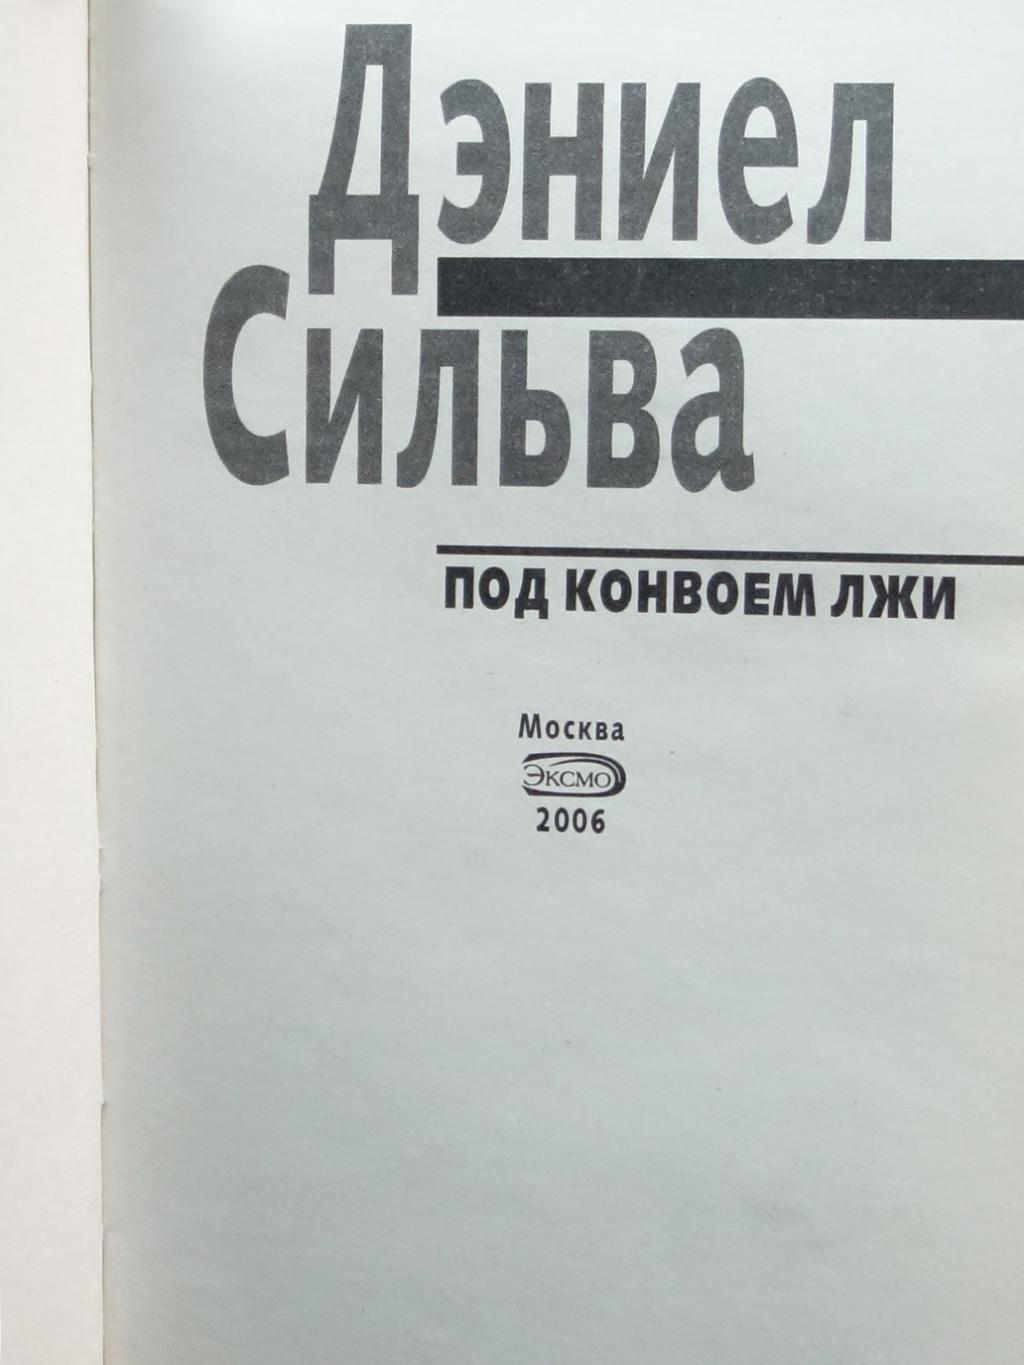 Дэниел
Сильва
ПОД КОНВОЕМ ЛЖИ
Москва
ЭКСМО
2006